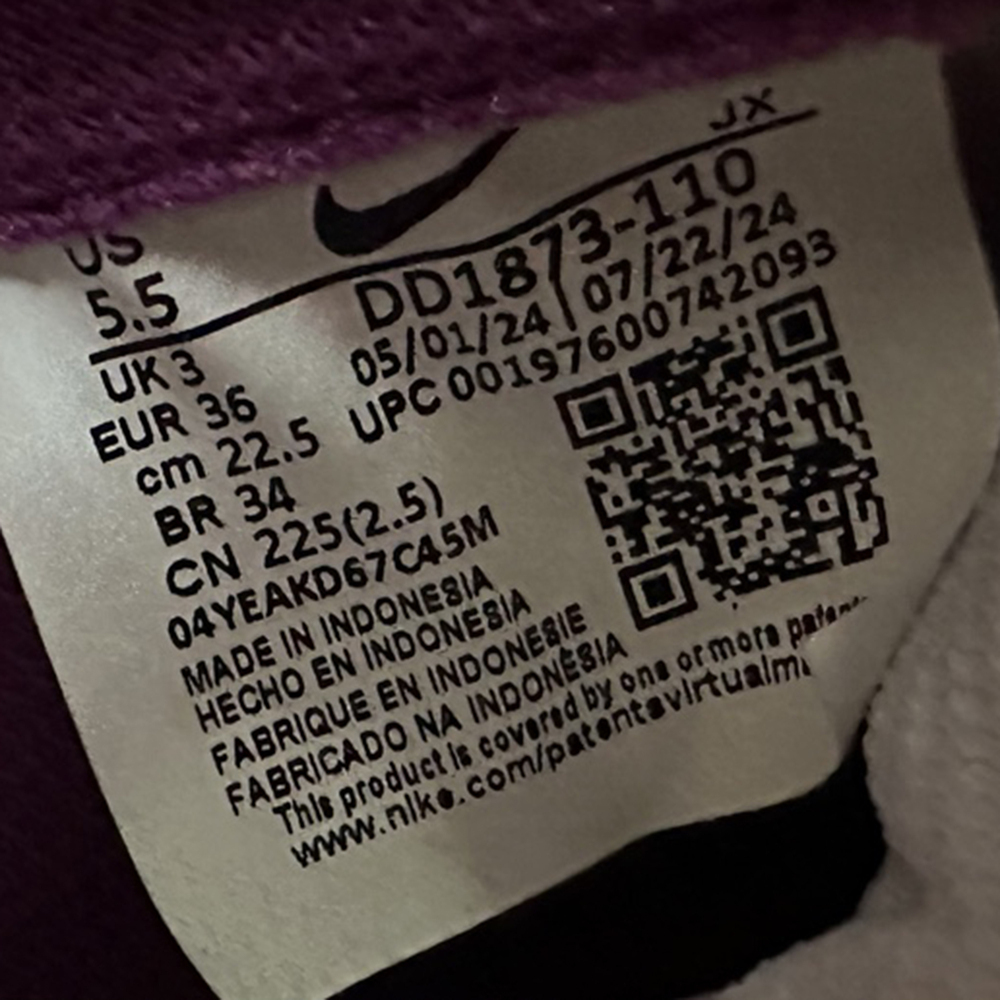 JX
US
5.5
DD1873-110
05/01/24 07/22/24
UPC 00197600742093
UK 3
EUR 36
cm 22.5
BR 34
CN 225(2.5)
04YEAKD67C45M
MADE IN INDONESIA
HECHO EN INDONESIA
FABRIQUE EN INDONESIE
FABRICADO NA INDONÉSIA
This product is covered by one or more
www.nike.com/patentsvirtualm